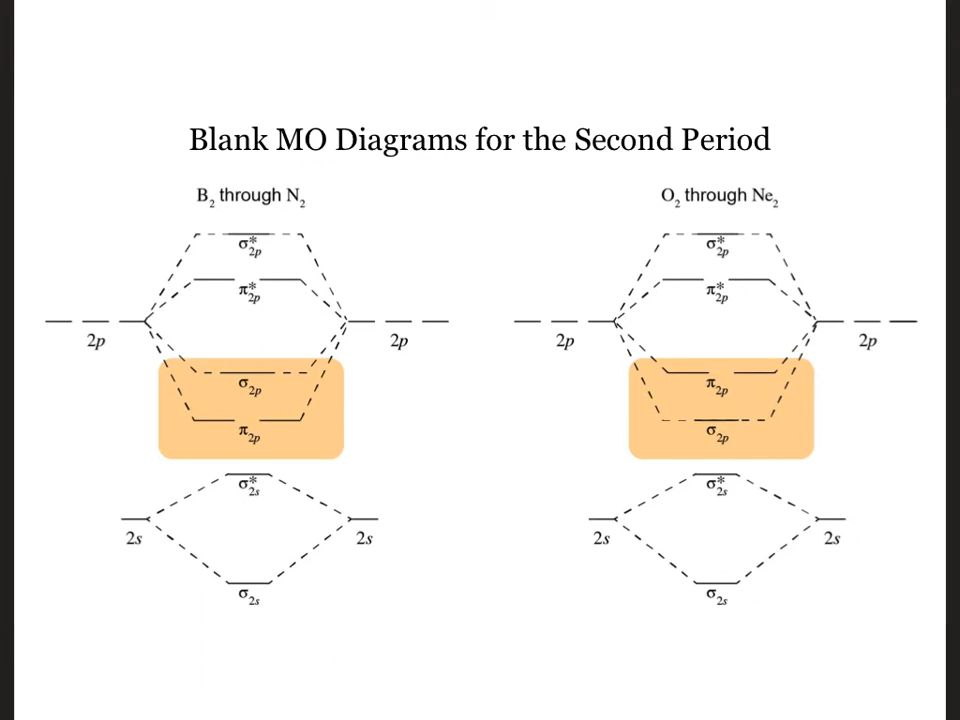 Blank MO Diagrams for the Second Period
B₂ through N₂
σ*₂p
π*₂p
2p
2p
σ₂p
π₂p
σ*₂s
2s
2s
σ₂s
O₂ through Ne₂
σ*₂p
π*₂p
2p
2p
π₂p
σ₂p
σ*₂s
2s
2s
σ₂s